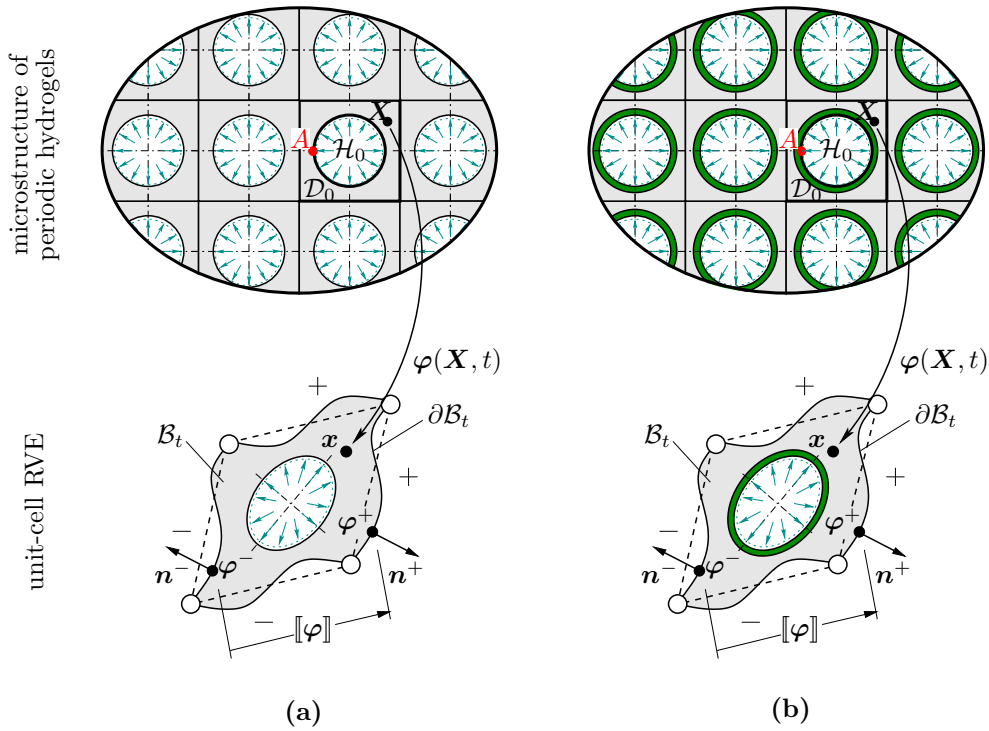 microstructure of
periodic hydrogels
X
A
ℋ₀
𝒟₀
X
A
ℋ₀
𝒟₀
φ(X, t)
φ(X, t)
unit-cell RVE
+
ℬₜ
x
∂ℬₜ
+
φ⁺
−
n⁻
φ⁻
n⁺
−
⟦φ⟧
+
ℬₜ
x
∂ℬₜ
+
φ⁺
−
n⁻
φ⁻
n⁺
−
⟦φ⟧
(a)
(b)